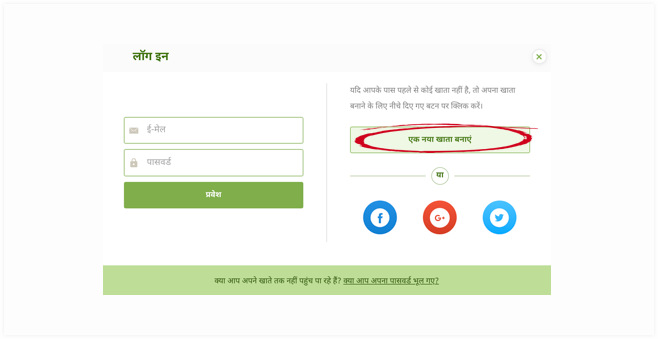 लॉग इन
ई-मेल
पासवर्ड
प्रवेश
यदि आपके पास पहले से कोई खाता नहीं है, तो अपना खाता
बनाने के लिए नीचे दिए गए बटन पर क्लिक करें।
एक नया खाता बनाएं
या
क्या आप अपने खाते तक नहीं पहुंच पा रहे हैं? क्या आप अपना पासवर्ड भूल गए?